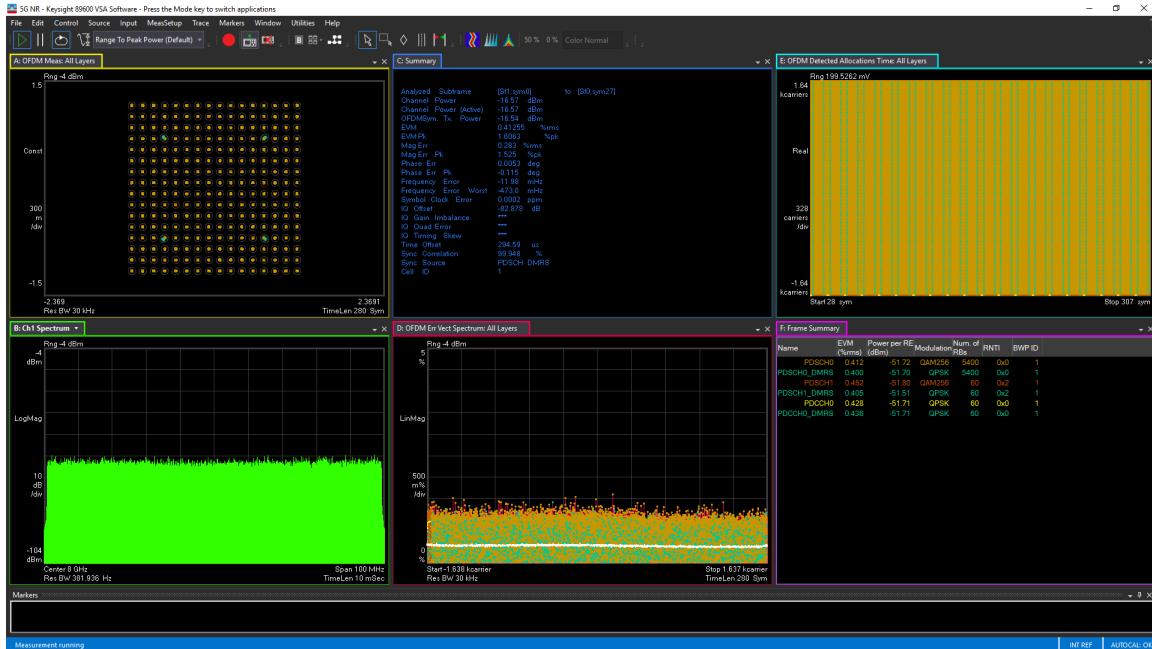 5G NR - Keysight 89600 VSA Software - Press the Mode key to switch applications
File Edit Control Source Input MeasSetup Trace Markers Window Utilities Help
Range To Peak Power (Default) 50 % 0 % Color Normal
A: OFDM Meas: All Layers
Rng -4 dBm
1.5
Const
300
m
/div
-1.5
-2.369 2.3691
Res BW 30 kHz TimeLen 280 Sym
C: Summary
Analyzed Subframe [Sf1,sym0] to [Sf0,sym27]
Channel Power -16.57 dBm
Channel Power (Active) -16.57 dBm
OFDMSym. Tx. Power -16.54 dBm
EVM 0.41255 %rms
EVM Pk 1.6063 %pk
Mag Err 0.283 %rms
Mag Err Pk 1.525 %pk
Phase Err 0.0053 deg
Phase Err Pk -0.115 deg
Frequency Error -11.98 mHz
Frequency Error Worst -473.0 mHz
Symbol Clock Error 0.0002 ppm
IQ Offset -82.878 dB
IQ Gain Imbalance ***
IQ Quad Error ***
IQ Timing Skew ***
Time Offset 294.59 us
Sync Correlation 99.948 %
Sync Source PDSCH DMRS
Cell ID 1
E: OFDM Detected Allocations Time: All Layers
Rng 199.5262 mV
1.64
kcarriers
Real
328
carriers
/div
-1.64
kcarriers
Start 28 sym Stop 307 sym
B: Ch1 Spectrum
Rng -4 dBm
-4
dBm
LogMag
10
dB
/div
-104
dBm
Center 8 GHz Span 100 MHz
Res BW 381.936 Hz TimeLen 10 mSec
D: OFDM Err Vect Spectrum: All Layers
Rng -4 dBm
5
%
LinMag
500
m%
/div
0
%
Start -1.638 kcarrier Stop 1.637 kcarrier
Res BW 30 kHz TimeLen 280 Sym
F: Frame Summary
Name EVM (%rms) Power per RE (dBm) Modulation Num. of RBs RNTI BWP ID
PDSCH0 0.412 -51.72 QAM256 5400 0x0 1
PDSCH0_DMRS 0.400 -51.70 QPSK 5400 0x0 1
PDSCH1 0.452 -51.80 QAM256 60 0x2 1
PDSCH1_DMRS 0.405 -51.51 QPSK 60 0x2 1
PDCCH0 0.428 -51.71 QPSK 60 0x0 1
PDCCH0_DMRS 0.436 -51.71 QPSK 60 0x0 1
Markers
Measurement running INT REF AUTOCAL: OK